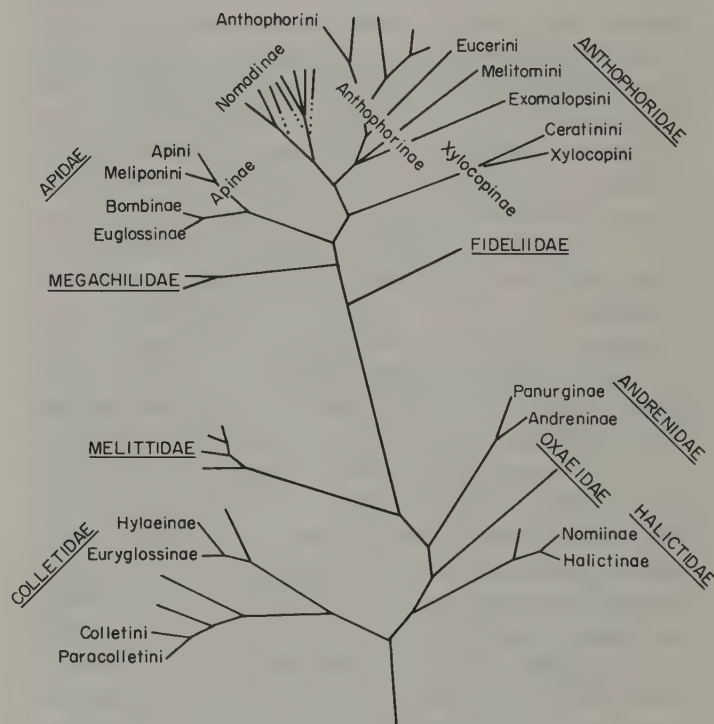 Anthophorini
Nomadinae
Anthophorinae
Eucerini
Melitomini
Exomalopsini
ANTHOPHORIDAE
Ceratinini
Xylocopini
Xylocopinae
APIDAE
Apini
Meliponini
Apinae
Bombinae
Euglossinae
FIDELIIDAE
MEGACHILIDAE
Panurginae
Andreninae
ANDRENIDAE
OXAEIDAE
MELITTIDAE
Hylaeinae
Euryglossinae
COLLETIDAE
Nomiinae
Halictinae
HALICTIDAE
Colletini
Paracolletini